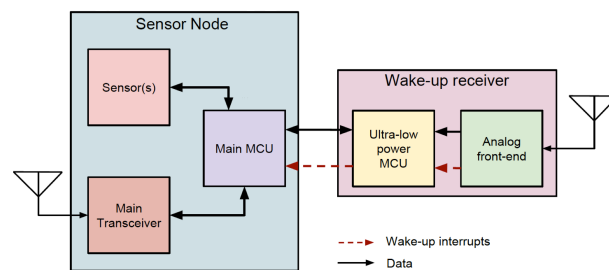 Sensor Node
Sensor(s)
Main MCU
Main
Transceiver
Wake-up receiver
Ultra-low
power
MCU
Analog
front-end
Wake-up interrupts
Data